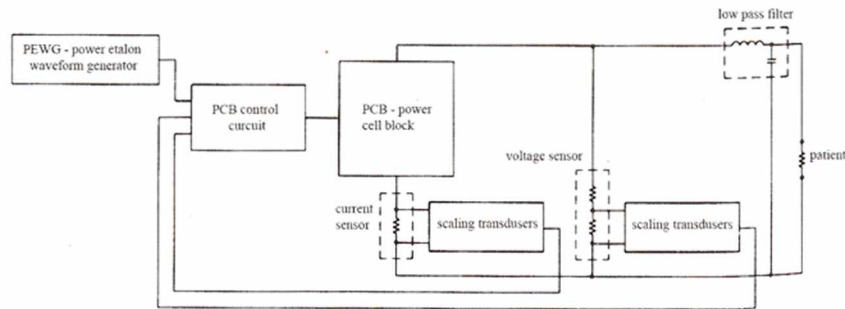 low pass filter
PEWG - power etalon
waveform generator
PCB control
curcuit
PCB - power
cell block
voltage sensor
patient
current
sensor
scaling transdusers
scaling transdusers